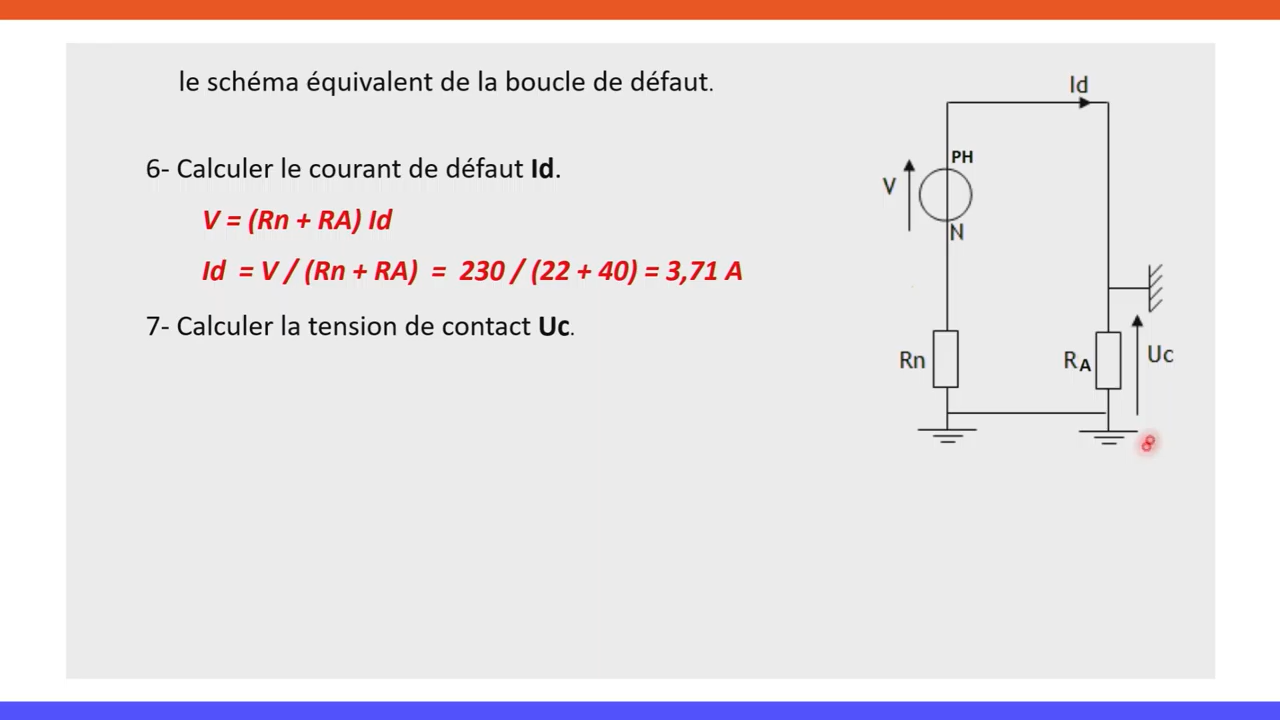 le schéma équivalent de la boucle de défaut.
6- Calculer le courant de défaut Id.
V = (Rn + RA) Id
Id = V / (Rn + RA) = 230 / (22 + 40) = 3,71 A
7- Calculer la tension de contact Uc.
Id
PH
V
N
Rn
RA
Uc
8